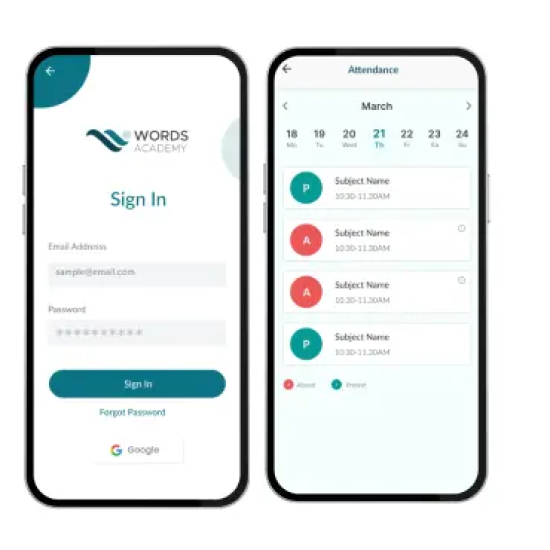 WORDS
ACADEMY
Sign In
Email Addresss
sample@email.com
Password
**********
Sign In
Forgot Password
Google
Attendance
March
18 19 20 21 22 23 24
Mo Tu Wed Th Fr Sa Su
P
Subject Name
10:30-11.30AM
A
Subject Name
10:30-11.30AM
A
Subject Name
10:30-11.30AM
P
Subject Name
10:30-11.30AM
Absent Present